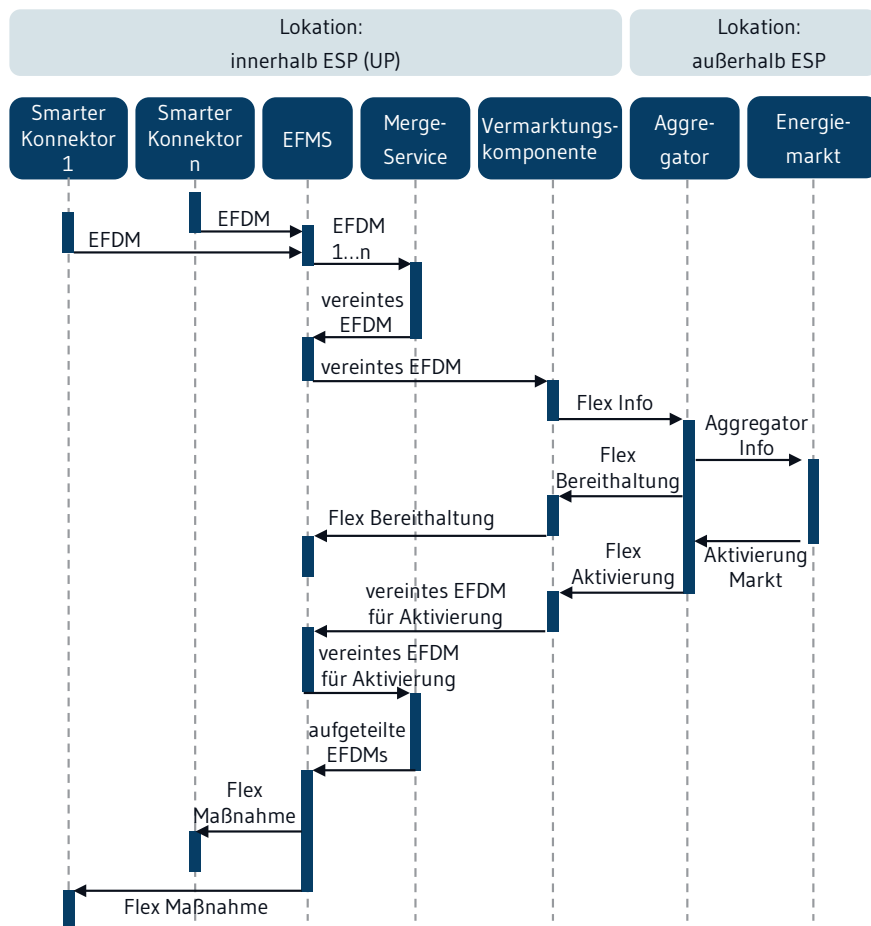 Lokation:
innerhalb ESP (UP)
Lokation:
außerhalb ESP
Smarter
Konnektor
1
Smarter
Konnektor
n
EFMS
Merge-
Service
Vermarktungs-
komponente
Aggre-
gator
Energie-
markt
EFDM
EFDM
EFDM
1...n
vereintes
EFDM
vereintes EFDM
Flex Info
Aggregator
Info
Flex
Bereithaltung
Flex Bereithaltung
Aktivierung
Markt
Flex
Aktivierung
vereintes EFDM
für Aktivierung
vereintes EFDM
für Aktivierung
aufgeteilte
EFDMs
Flex
Maßnahme
Flex Maßnahme